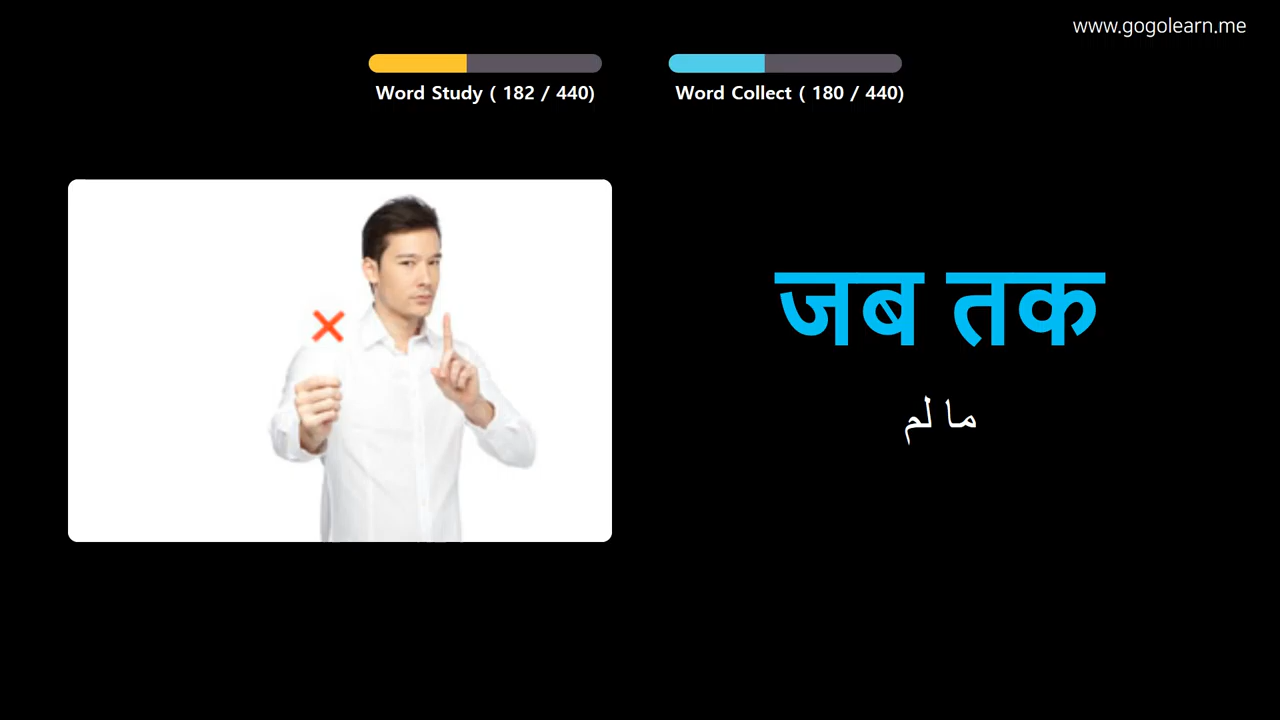 www.gogolearn.me
Word Study ( 182 / 440)
Word Collect ( 180 / 440)
जब तक
ما لم